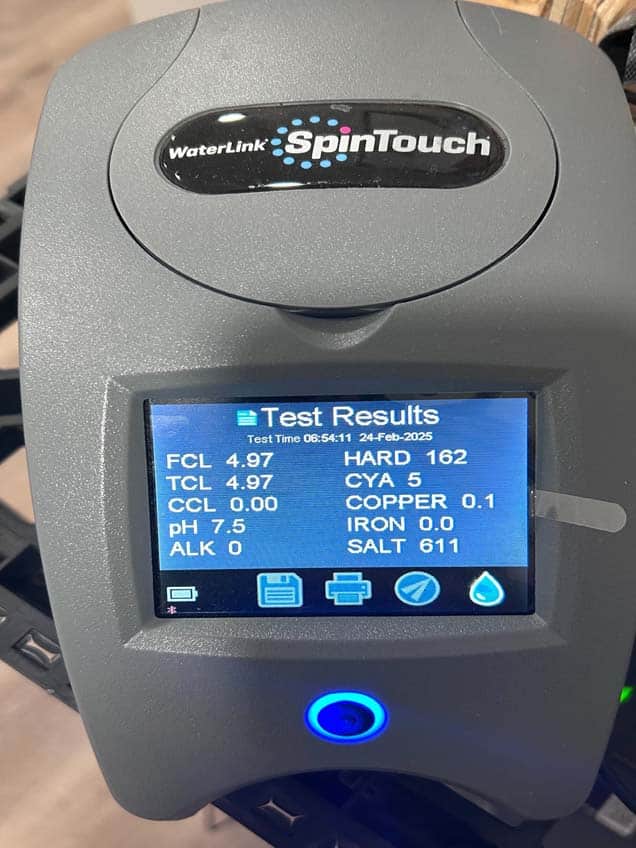 WaterLink SpinTouch
Test Results
Test Time 06:54:11 24-Feb-2025
FCL 4.97 HARD 162
TCL 4.97 CYA 5
CCL 0.00 COPPER 0.1
pH 7.5 IRON 0.0
ALK 0 SALT 611